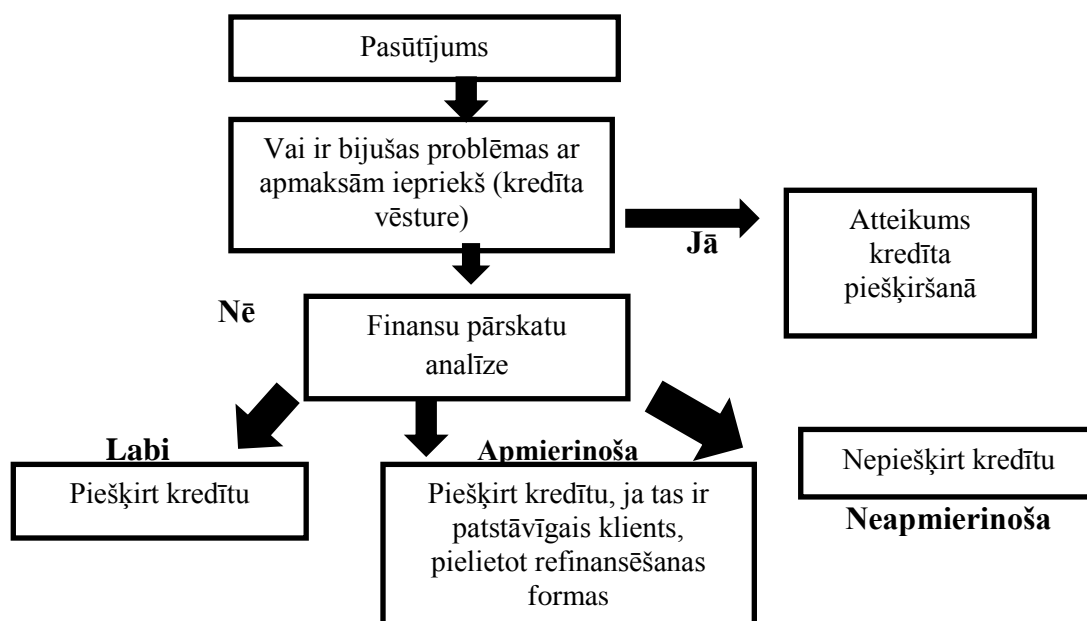 Pasūtījums
Vai ir bijušas problēmas ar
apmaksām iepriekš (kredīta
vēsture)
Jā
Atteikums
kredīta
piešķiršanā
Nē
Finansu pārskatu
analīze
Labi
Piešķirt kredītu
Apmierinoša
Piešķirt kredītu, ja tas ir
patstāvīgais klients,
pielietot refinansēšanas
formas
Nepiešķirt kredītu
Neapmierinoša